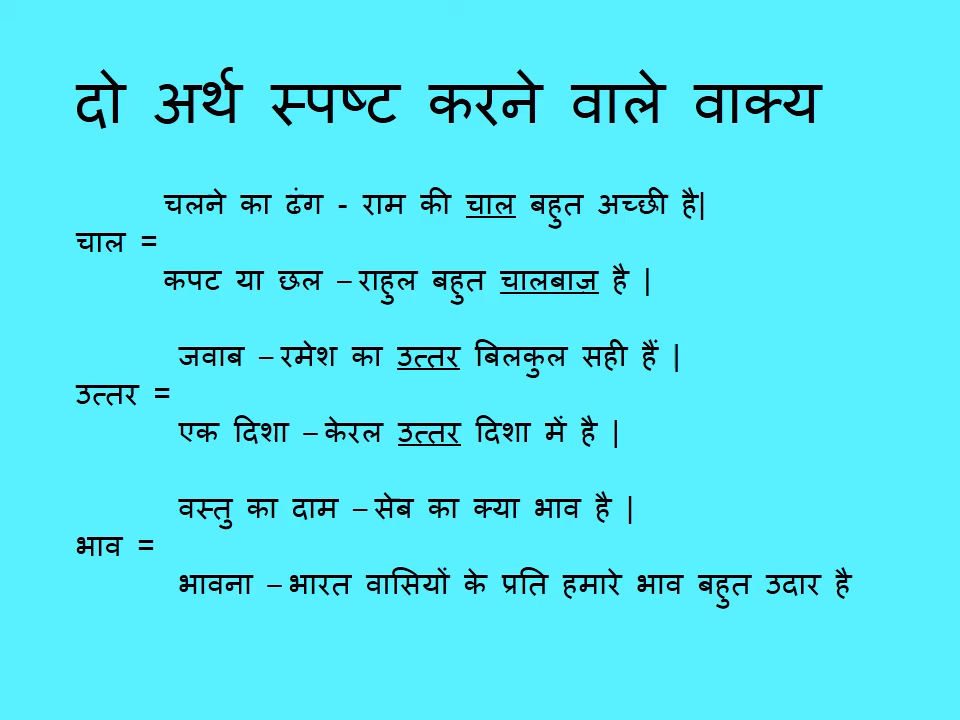 दो अर्थ स्पष्ट करने वाले वाक्य
चलने का ढंग - राम की चाल बहुत अच्छी है|
चाल =
कपट या छल – राहुल बहुत चालबाज़ है |
जवाब – रमेश का उत्तर बिलकुल सही हैं |
उत्तर =
एक दिशा – केरल उत्तर दिशा में है |
वस्तु का दाम – सेब का क्या भाव है |
भाव =
भावना – भारत वासियों के प्रति हमारे भाव बहुत उदार है